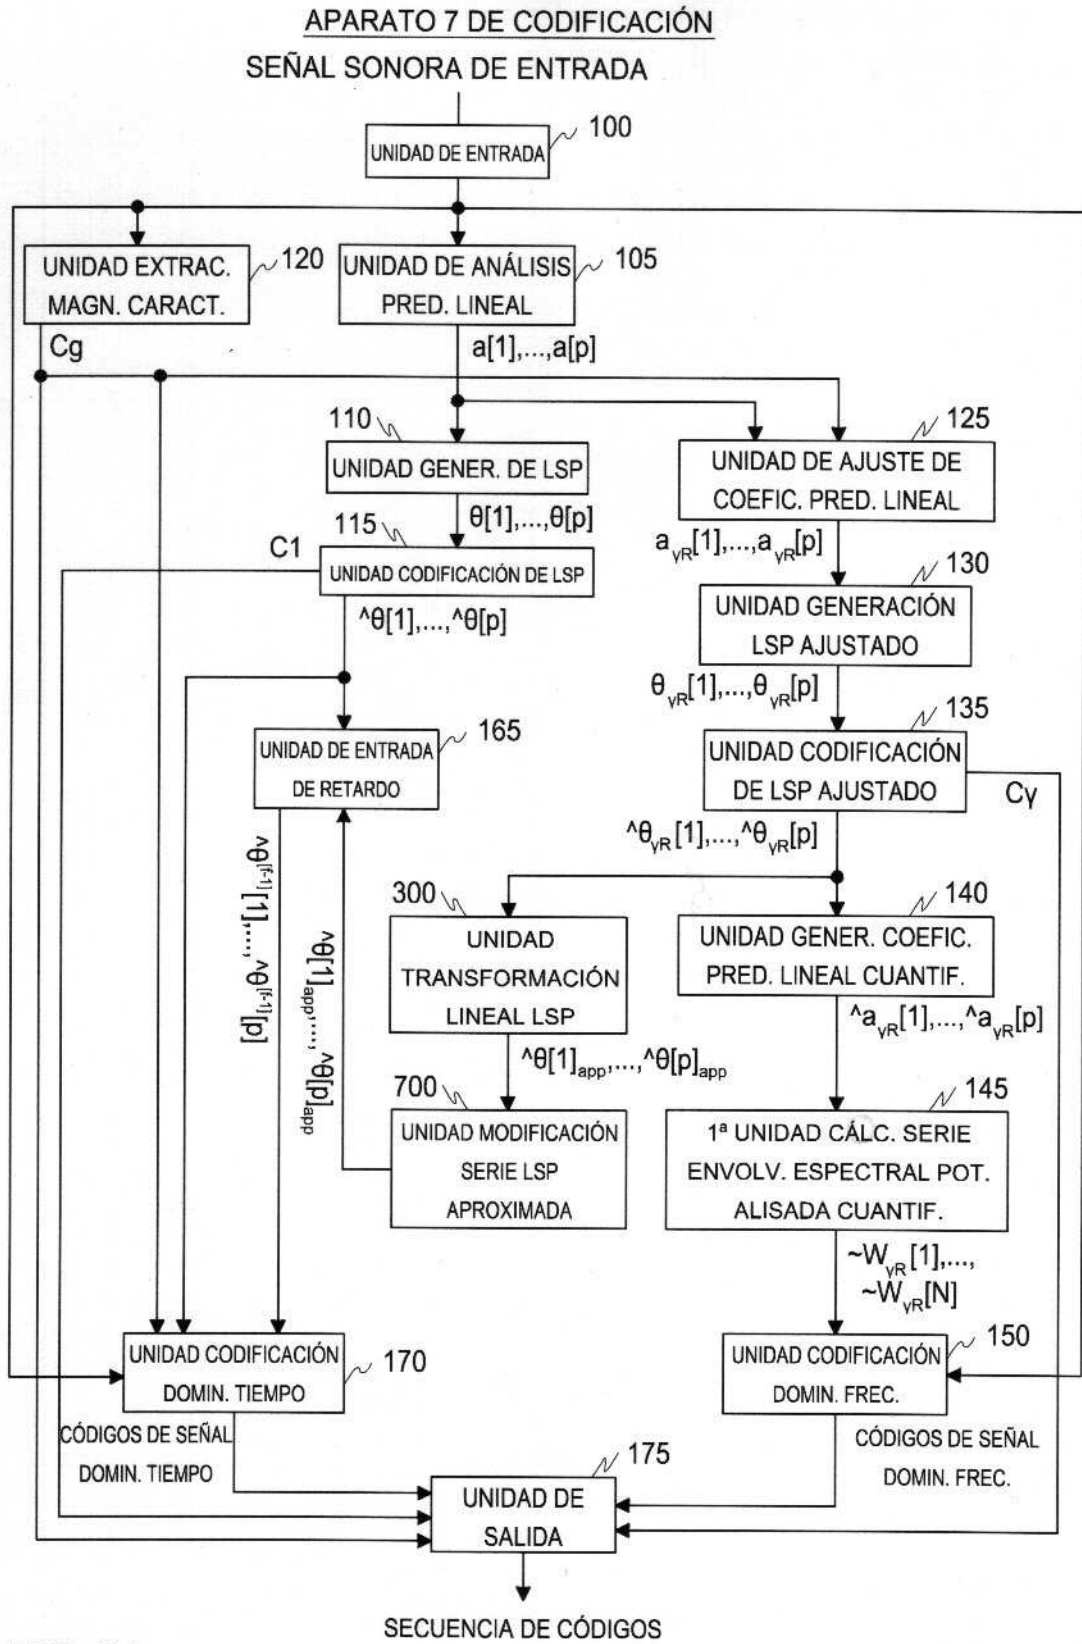 APARATO 7 DE CODIFICACIÓN
SEÑAL SONORA DE ENTRADA
100
UNIDAD DE ENTRADA
UNIDAD EXTRAC.
MAGN. CARACT.
120
UNIDAD DE ANÁLISIS
PRED. LINEAL
105
Cg
a[1],...,a[p]
110
UNIDAD GENER. DE LSP
125
UNIDAD DE AJUSTE DE
COEFIC. PRED. LINEAL
θ[1],...,θ[p]
115
C1
UNIDAD CODIFICACIÓN DE LSP
a_γR[1],...,a_γR[p]
130
UNIDAD GENERACIÓN
LSP AJUSTADO
^θ[1],...,^θ[p]
θ_γR[1],...,θ_γR[p]
165
UNIDAD DE ENTRADA
DE RETARDO
135
UNIDAD CODIFICACIÓN
DE LSP AJUSTADO
Cγ
^θ_γR[1],...,^θ_γR[p]
^θ^[f-1][1],..., ^θ^[f-1][p]
^θ[1]_app,..., ^θ[p]_app
300
UNIDAD
TRANSFORMACIÓN
LINEAL LSP
140
UNIDAD GENER. COEFIC.
PRED. LINEAL CUANTIF.
^a_γR[1],...,^a_γR[p]
^θ[1]_app,...,^θ[p]_app
700
UNIDAD MODIFICACIÓN
SERIE LSP
APROXIMADA
145
1ª UNIDAD CÁLC. SERIE
ENVOLV. ESPECTRAL POT.
ALISADA CUANTIF.
~W_γR[1],...,
~W_γR[N]
UNIDAD CODIFICACIÓN
DOMIN. TIEMPO
170
150
UNIDAD CODIFICACIÓN
DOMIN. FREC.
CÓDIGOS DE SEÑAL
DOMIN. TIEMPO
CÓDIGOS DE SEÑAL
DOMIN. FREC.
175
UNIDAD DE
SALIDA
SECUENCIA DE CÓDIGOS